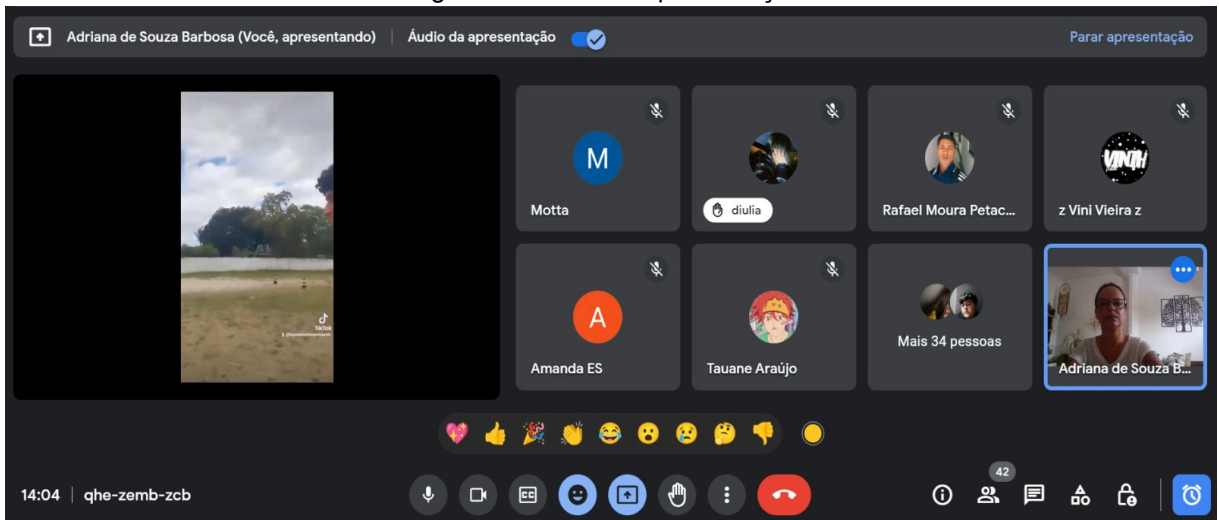 Adriana de Souza Barbosa (Você, apresentando) | Áudio da apresentação
Parar apresentação
TikTok
M
Motta
diulia
Rafael Moura Petac...
z Vini Vieira z
A
Amanda ES
Tauane Araújo
Mais 34 pessoas
Adriana de Souza B...
14:04 | qhe-zemb-zcb
CC
42